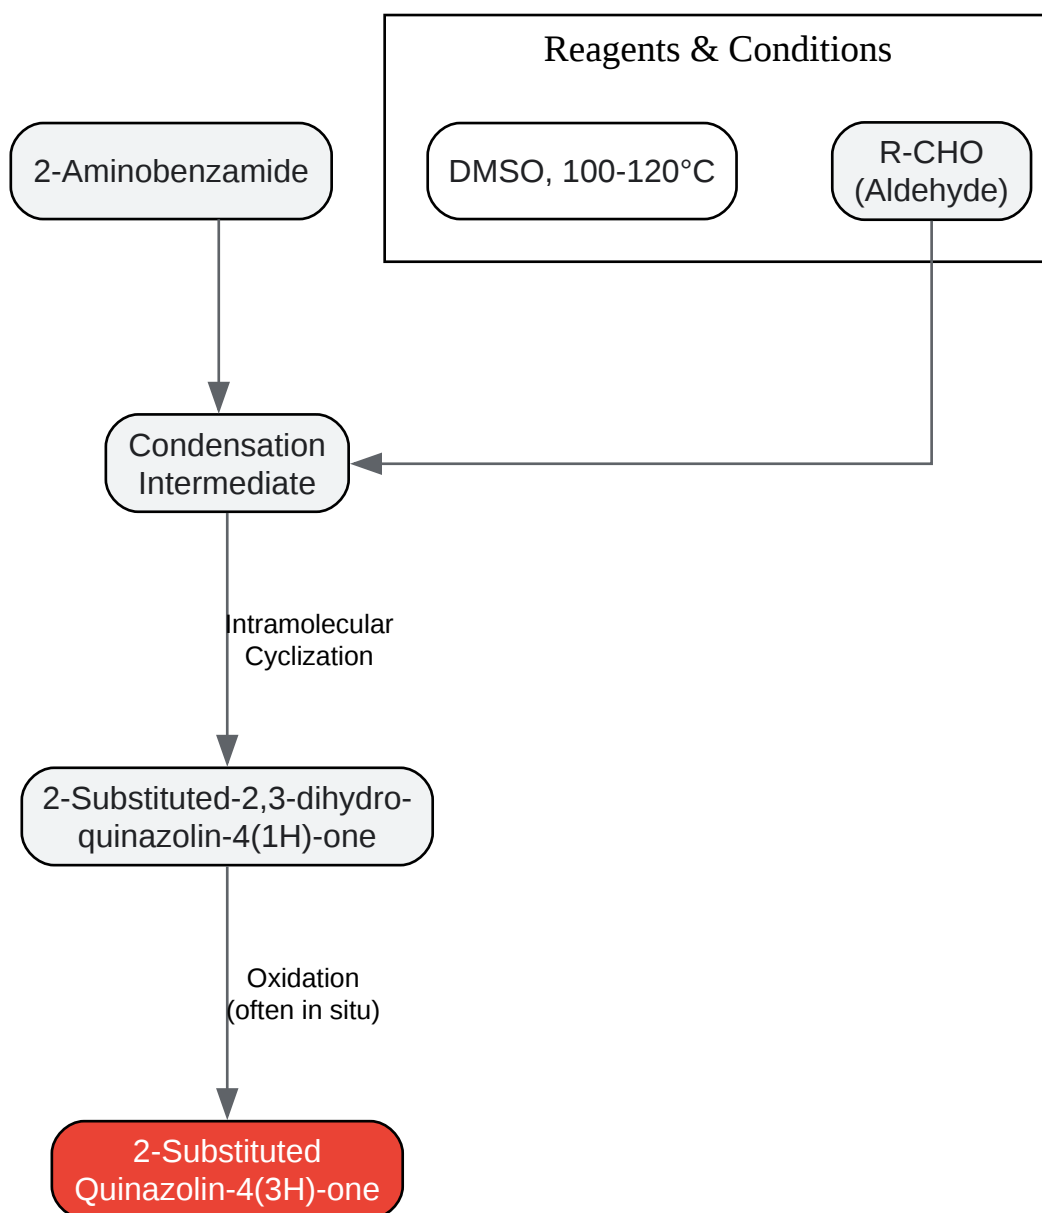 Reagents & Conditions
2-Aminobenzamide
DMSO, 100-120°C
R-CHO
(Aldehyde)
Condensation
Intermediate
Intramolecular
Cyclization
2-Substituted-2,3-dihydro-
quinazolin-4(1H)-one
Oxidation
(often in situ)
2-Substituted
Quinazolin-4(3H)-one